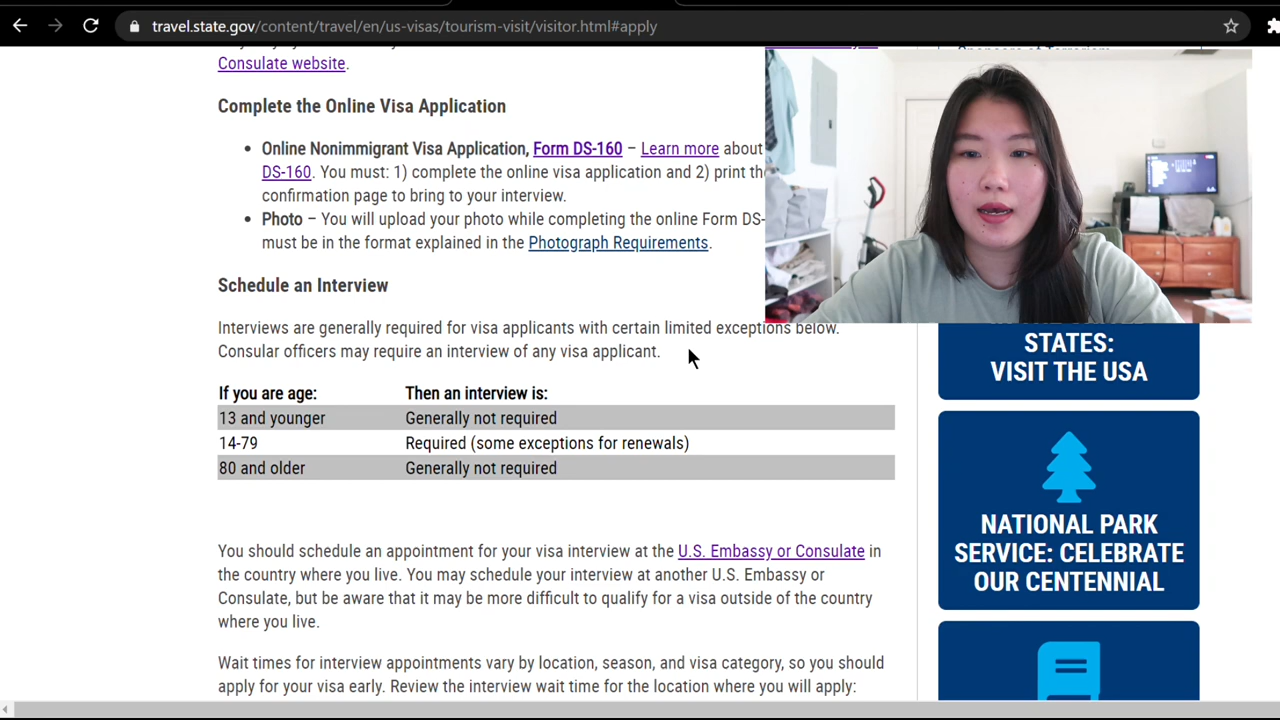 travel.state.gov/content/travel/en/us-visas/tourism-visit/visitor.html#apply
Consulate website.
Complete the Online Visa Application
• Online Nonimmigrant Visa Application, Form DS-160 – Learn more about
DS-160. You must: 1) complete the online visa application and 2) print the
confirmation page to bring to your interview.
• Photo – You will upload your photo while completing the online Form DS-
must be in the format explained in the Photograph Requirements.
Schedule an Interview
Interviews are generally required for visa applicants with certain limited exceptions below.
Consular officers may require an interview of any visa applicant.
If you are age: Then an interview is:
13 and younger Generally not required
14-79 Required (some exceptions for renewals)
80 and older Generally not required
You should schedule an appointment for your visa interview at the U.S. Embassy or Consulate in
the country where you live. You may schedule your interview at another U.S. Embassy or
Consulate, but be aware that it may be more difficult to qualify for a visa outside of the country
where you live.
Wait times for interview appointments vary by location, season, and visa category, so you should
apply for your visa early. Review the interview wait time for the location where you will apply:
STATES:
VISIT THE USA
NATIONAL PARK
SERVICE: CELEBRATE
OUR CENTENNIAL